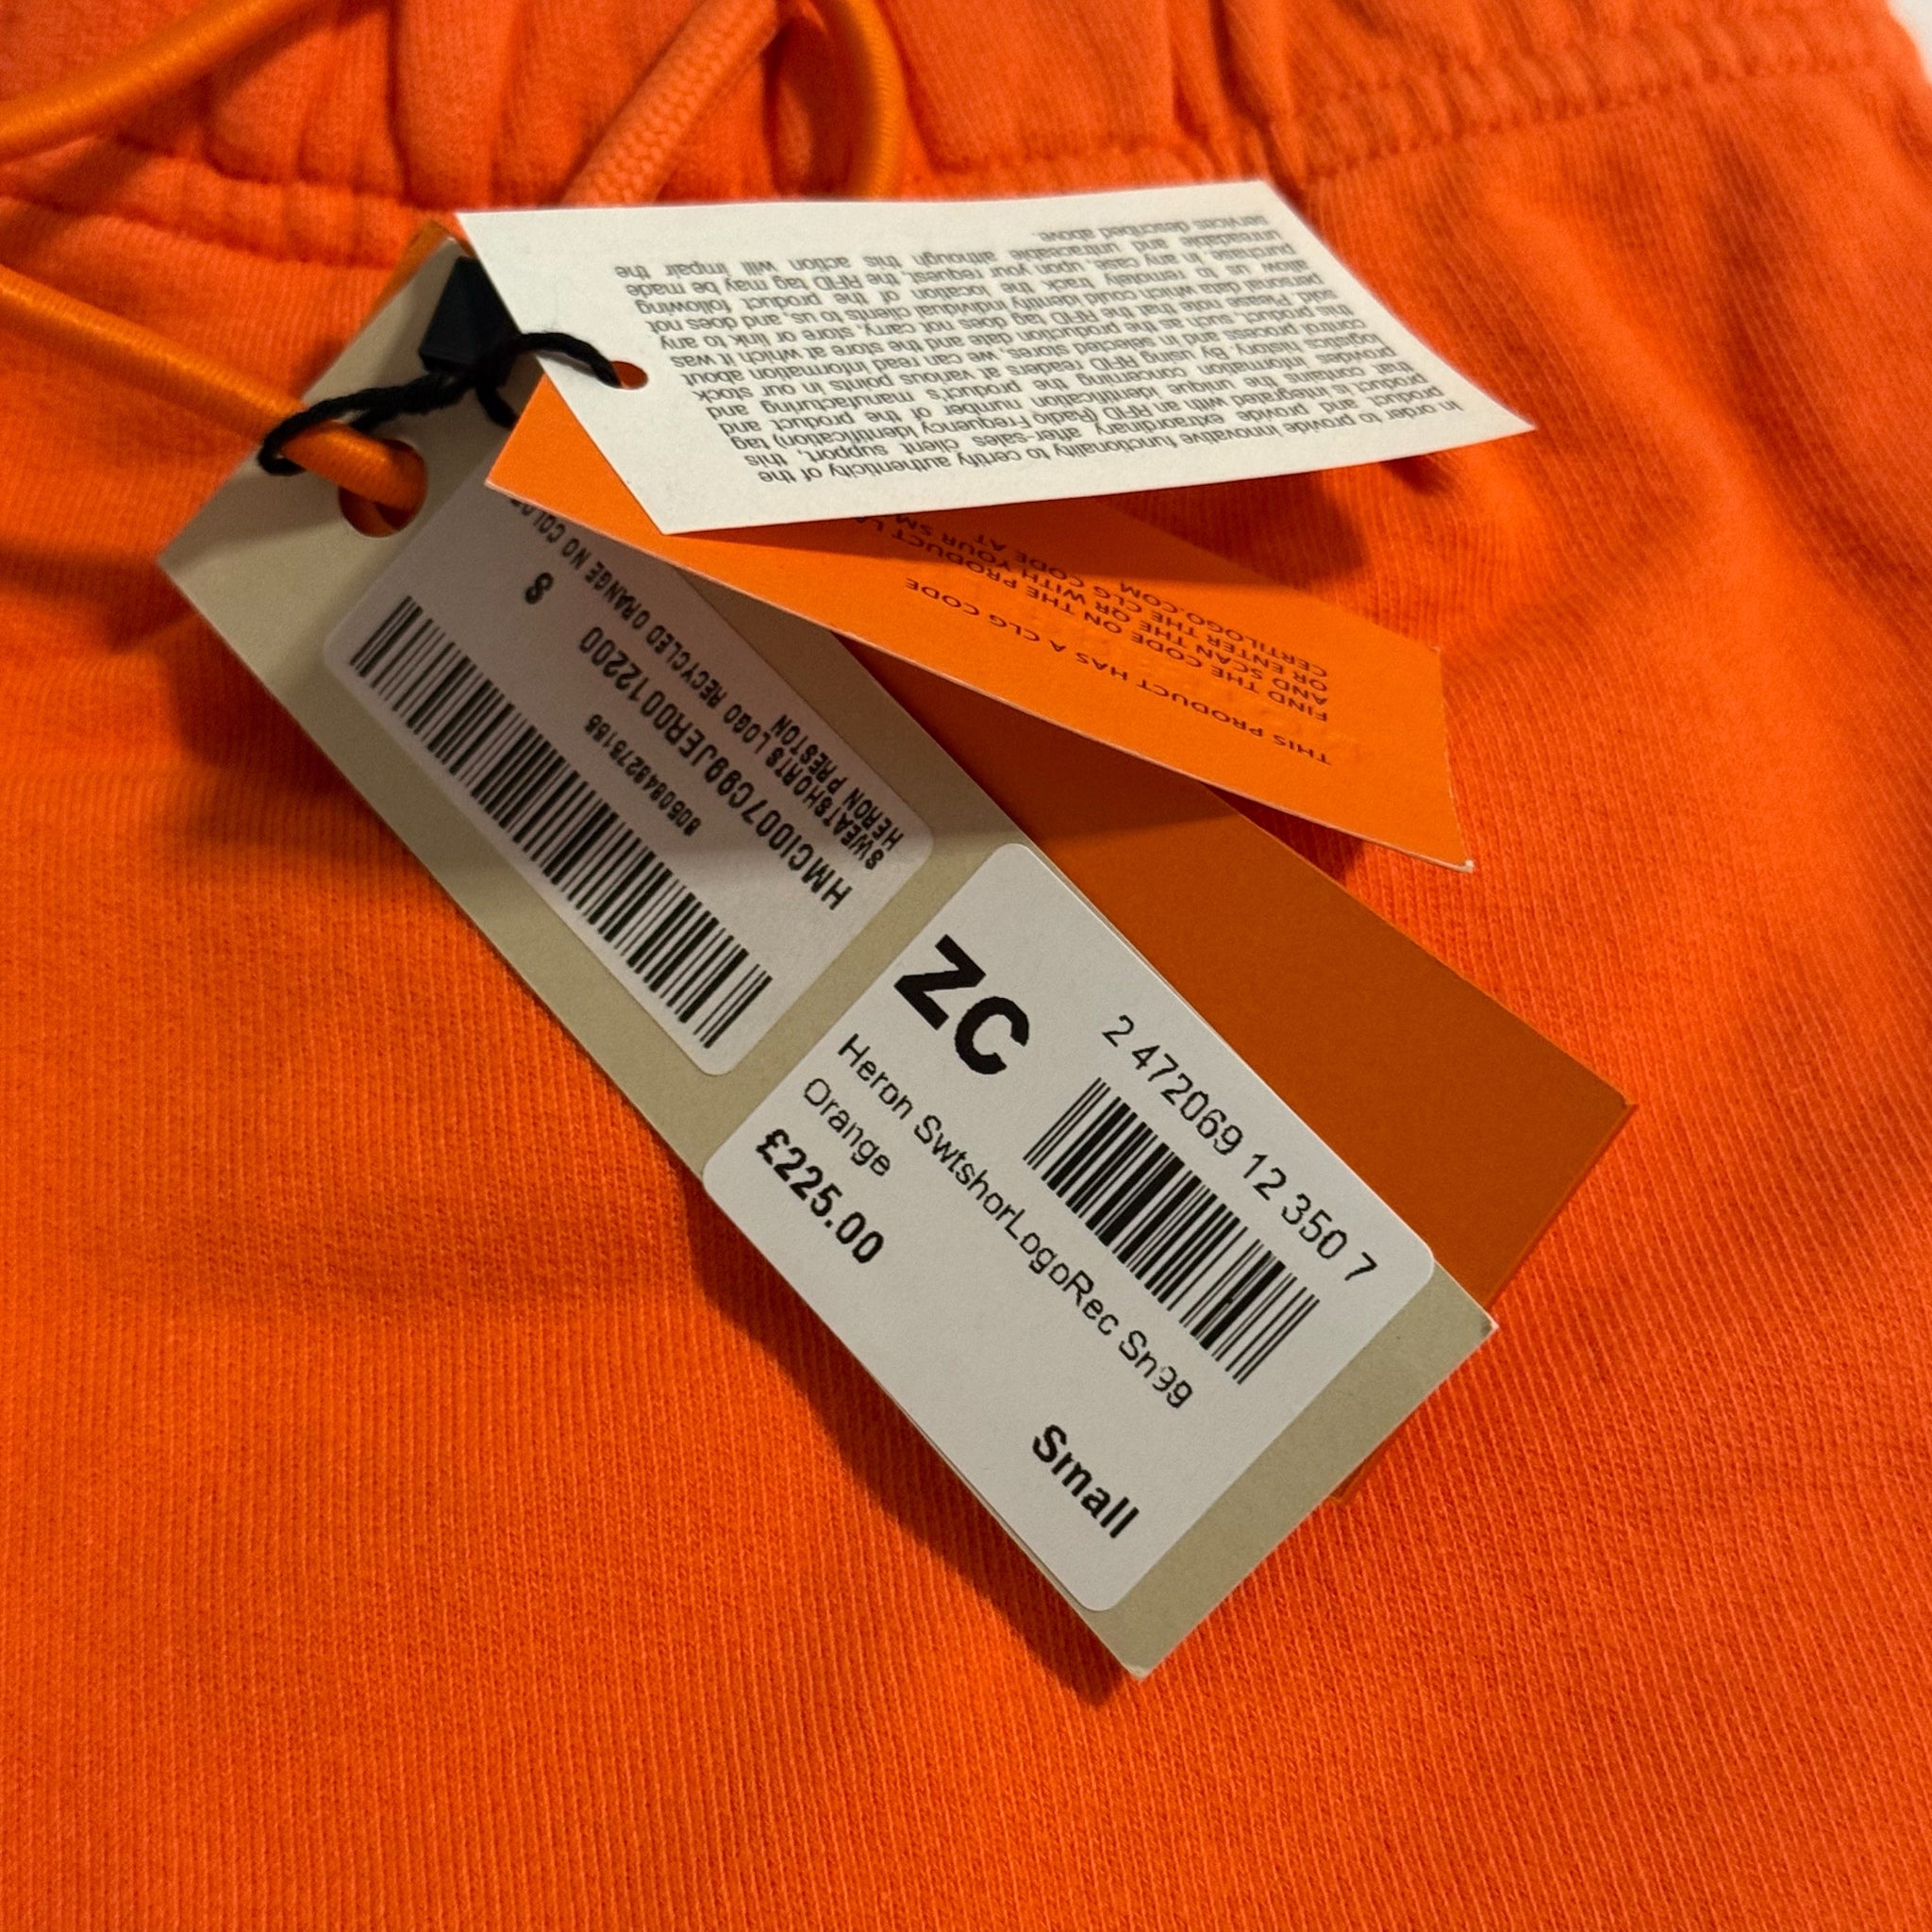 In order to provide innovative functionality to certify authenticity of the
product and provide extraordinary after-sales client support, this
product is integrated with an RFID (Radio Frequency Identification) tag
that contains the unique number of the product and
provides information concerning the product's manufacturing and
logistics history. By using RFID readers at various points in our stock
control process and in selected stores, we can read information about
this product, such as the production date and the store at which it was
sold. Please note that the RFID tag does not carry, store or link to any
personal data which could identify individual clients to us, and does not
allow us to remotely track the location of the product following
purchase. In any case, upon your request, the RFID tag may be made
unreadable and untraceable although this action will impair the
services described above.
THIS PRODUCT HAS A CLG CODE
FIND THE CODE ON THE PRODUCT
AND SCAN THE QR WITH YOUR SM
OR ENTER THE CLG CODE AT
CERTILOGO.COM
HERON PRESTON
SWEATSHORTS LOGO RECYCLED ORANGE NO COLO
HMCI007C99JER0012200 S
ZC
2 472069 12 350 7
Heron SwtshorLogoRec Sn99
Orange
£225.00
Small